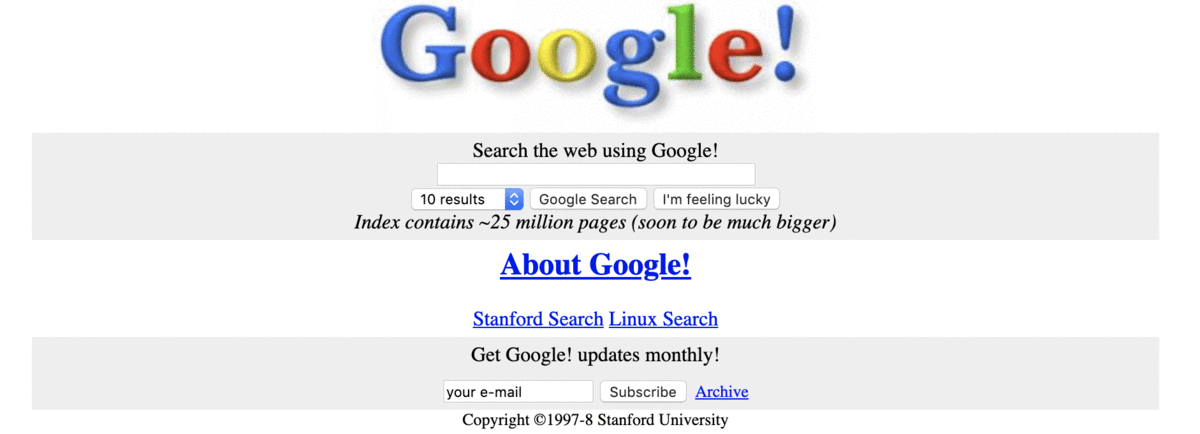 Google!
Search the web using Google!
10 results Google Search I'm feeling lucky
Index contains ~25 million pages (soon to be much bigger)
About Google!
Stanford Search Linux Search
Get Google! updates monthly!
your e-mail Subscribe Archive
Copyright ©1997-8 Stanford University